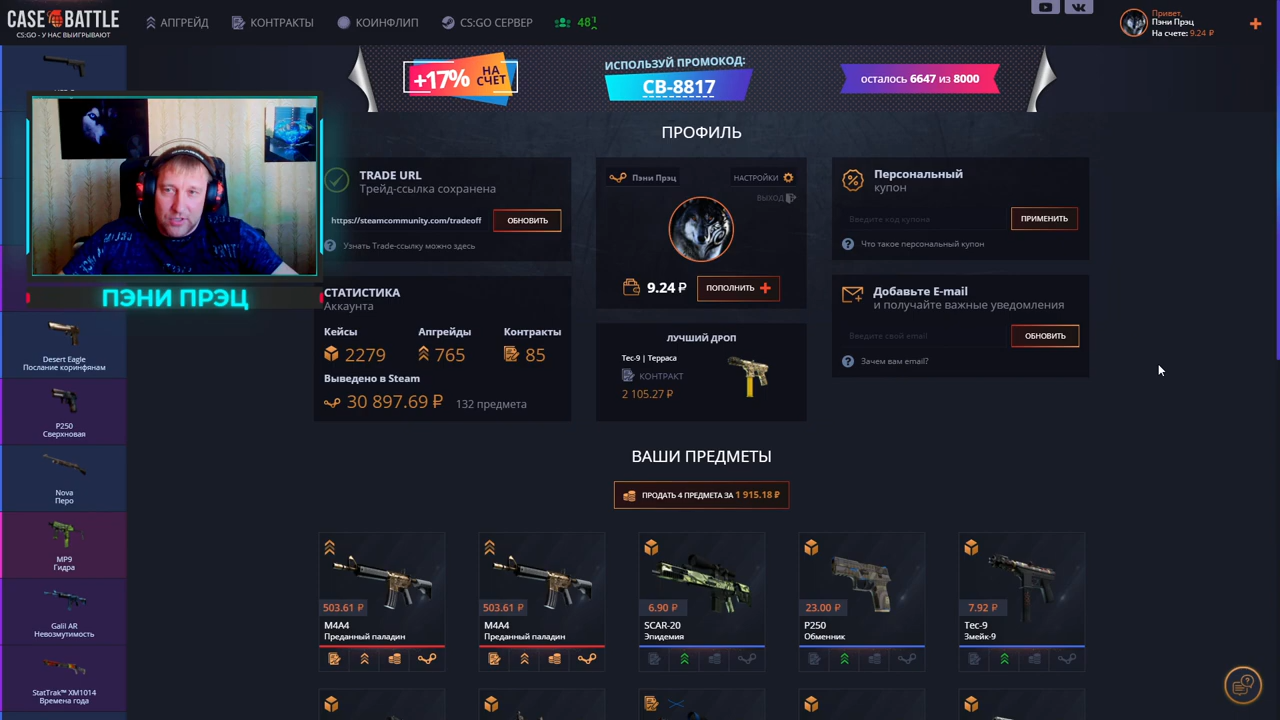 CASE BATTLE
CS:GO - У НАС ВЫИГРЫВАЮТ
АПГРЕЙД
КОНТРАКТЫ
КОИНФЛИП
CS:GO СЕРВЕР
Привет,
Пэни Прэц
На счете: 9.24 ₽
+17% НА СЧЁТ
ИСПОЛЬЗУЙ ПРОМОКОД:
CB-8817
осталось 6647 из 8000
ПРОФИЛЬ
TRADE URL
Трейд-ссылка сохранена
https://steamcommunity.com/tradeoff
ОБНОВИТЬ
Узнать Trade-ссылку можно здесь
Пэни Прэц
НАСТРОЙКИ
ВЫХОД
9.24 ₽
ПОПОЛНИТЬ
Персональный
купон
Введите код купона
ПРИМЕНИТЬ
Что такое персональный купон
ПЭНИ ПРЭЦ
СТАТИСТИКА
Аккаунта
Кейсы
Апгрейды
Контракты
2279
765
85
Выведено в Steam
30 897.69 ₽
132 предмета
ЛУЧШИЙ ДРОП
Tec-9 | Терраса
КОНТРАКТ
2 105.27 ₽
Добавьте E-mail
и получайте важные уведомления
Введите свой email
ОБНОВИТЬ
Зачем вам email?
Desert Eagle
Послание коринфянам
P250
Сверхновая
Nova
Перо
MP9
Гидра
Galil AR
Невозмутимость
StatTrak™ XM1014
Времена года
ВАШИ ПРЕДМЕТЫ
ПРОДАТЬ 4 ПРЕДМЕТА ЗА 1 915.18 ₽
503.61 ₽
M4A4
Преданный паладин
503.61 ₽
M4A4
Преданный паладин
6.90 ₽
SCAR-20
Эпидемия
23.00 ₽
P250
Обменник
7.92 ₽
Tec-9
Змейк-9